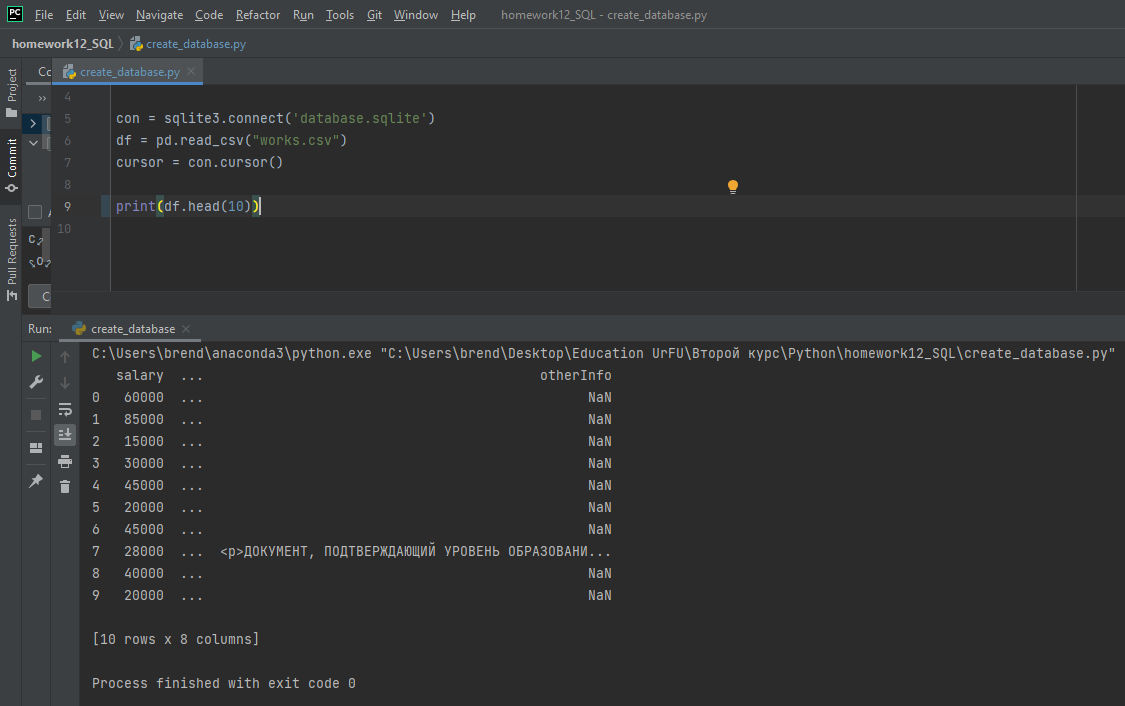 PC File Edit View Navigate Code Refactor Run Tools Git Window Help homework12_SQL - create_database.py
homework12_SQL create_database.py
Project
Commit
Pull Requests
Co create_database.py
4
5 con = sqlite3.connect('database.sqlite')
6 df = pd.read_csv("works.csv")
7 cursor = con.cursor()
8
9 print(df.head(10))
10
Run: create_database
C:\Users\brend\anaconda3\python.exe "C:\Users\brend\Desktop\Education UrFU\Второй курс\Python\homework12_SQL\create_database.py"
salary ... otherInfo
0 60000 ... NaN
1 85000 ... NaN
2 15000 ... NaN
3 30000 ... NaN
4 45000 ... NaN
5 20000 ... NaN
6 45000 ... NaN
7 28000 ... <p>ДОКУМЕНТ, ПОДТВЕРЖДАЮЩИЙ УРОВЕНЬ ОБРАЗОВАНИ...
8 40000 ... NaN
9 20000 ... NaN
[10 rows x 8 columns]
Process finished with exit code 0